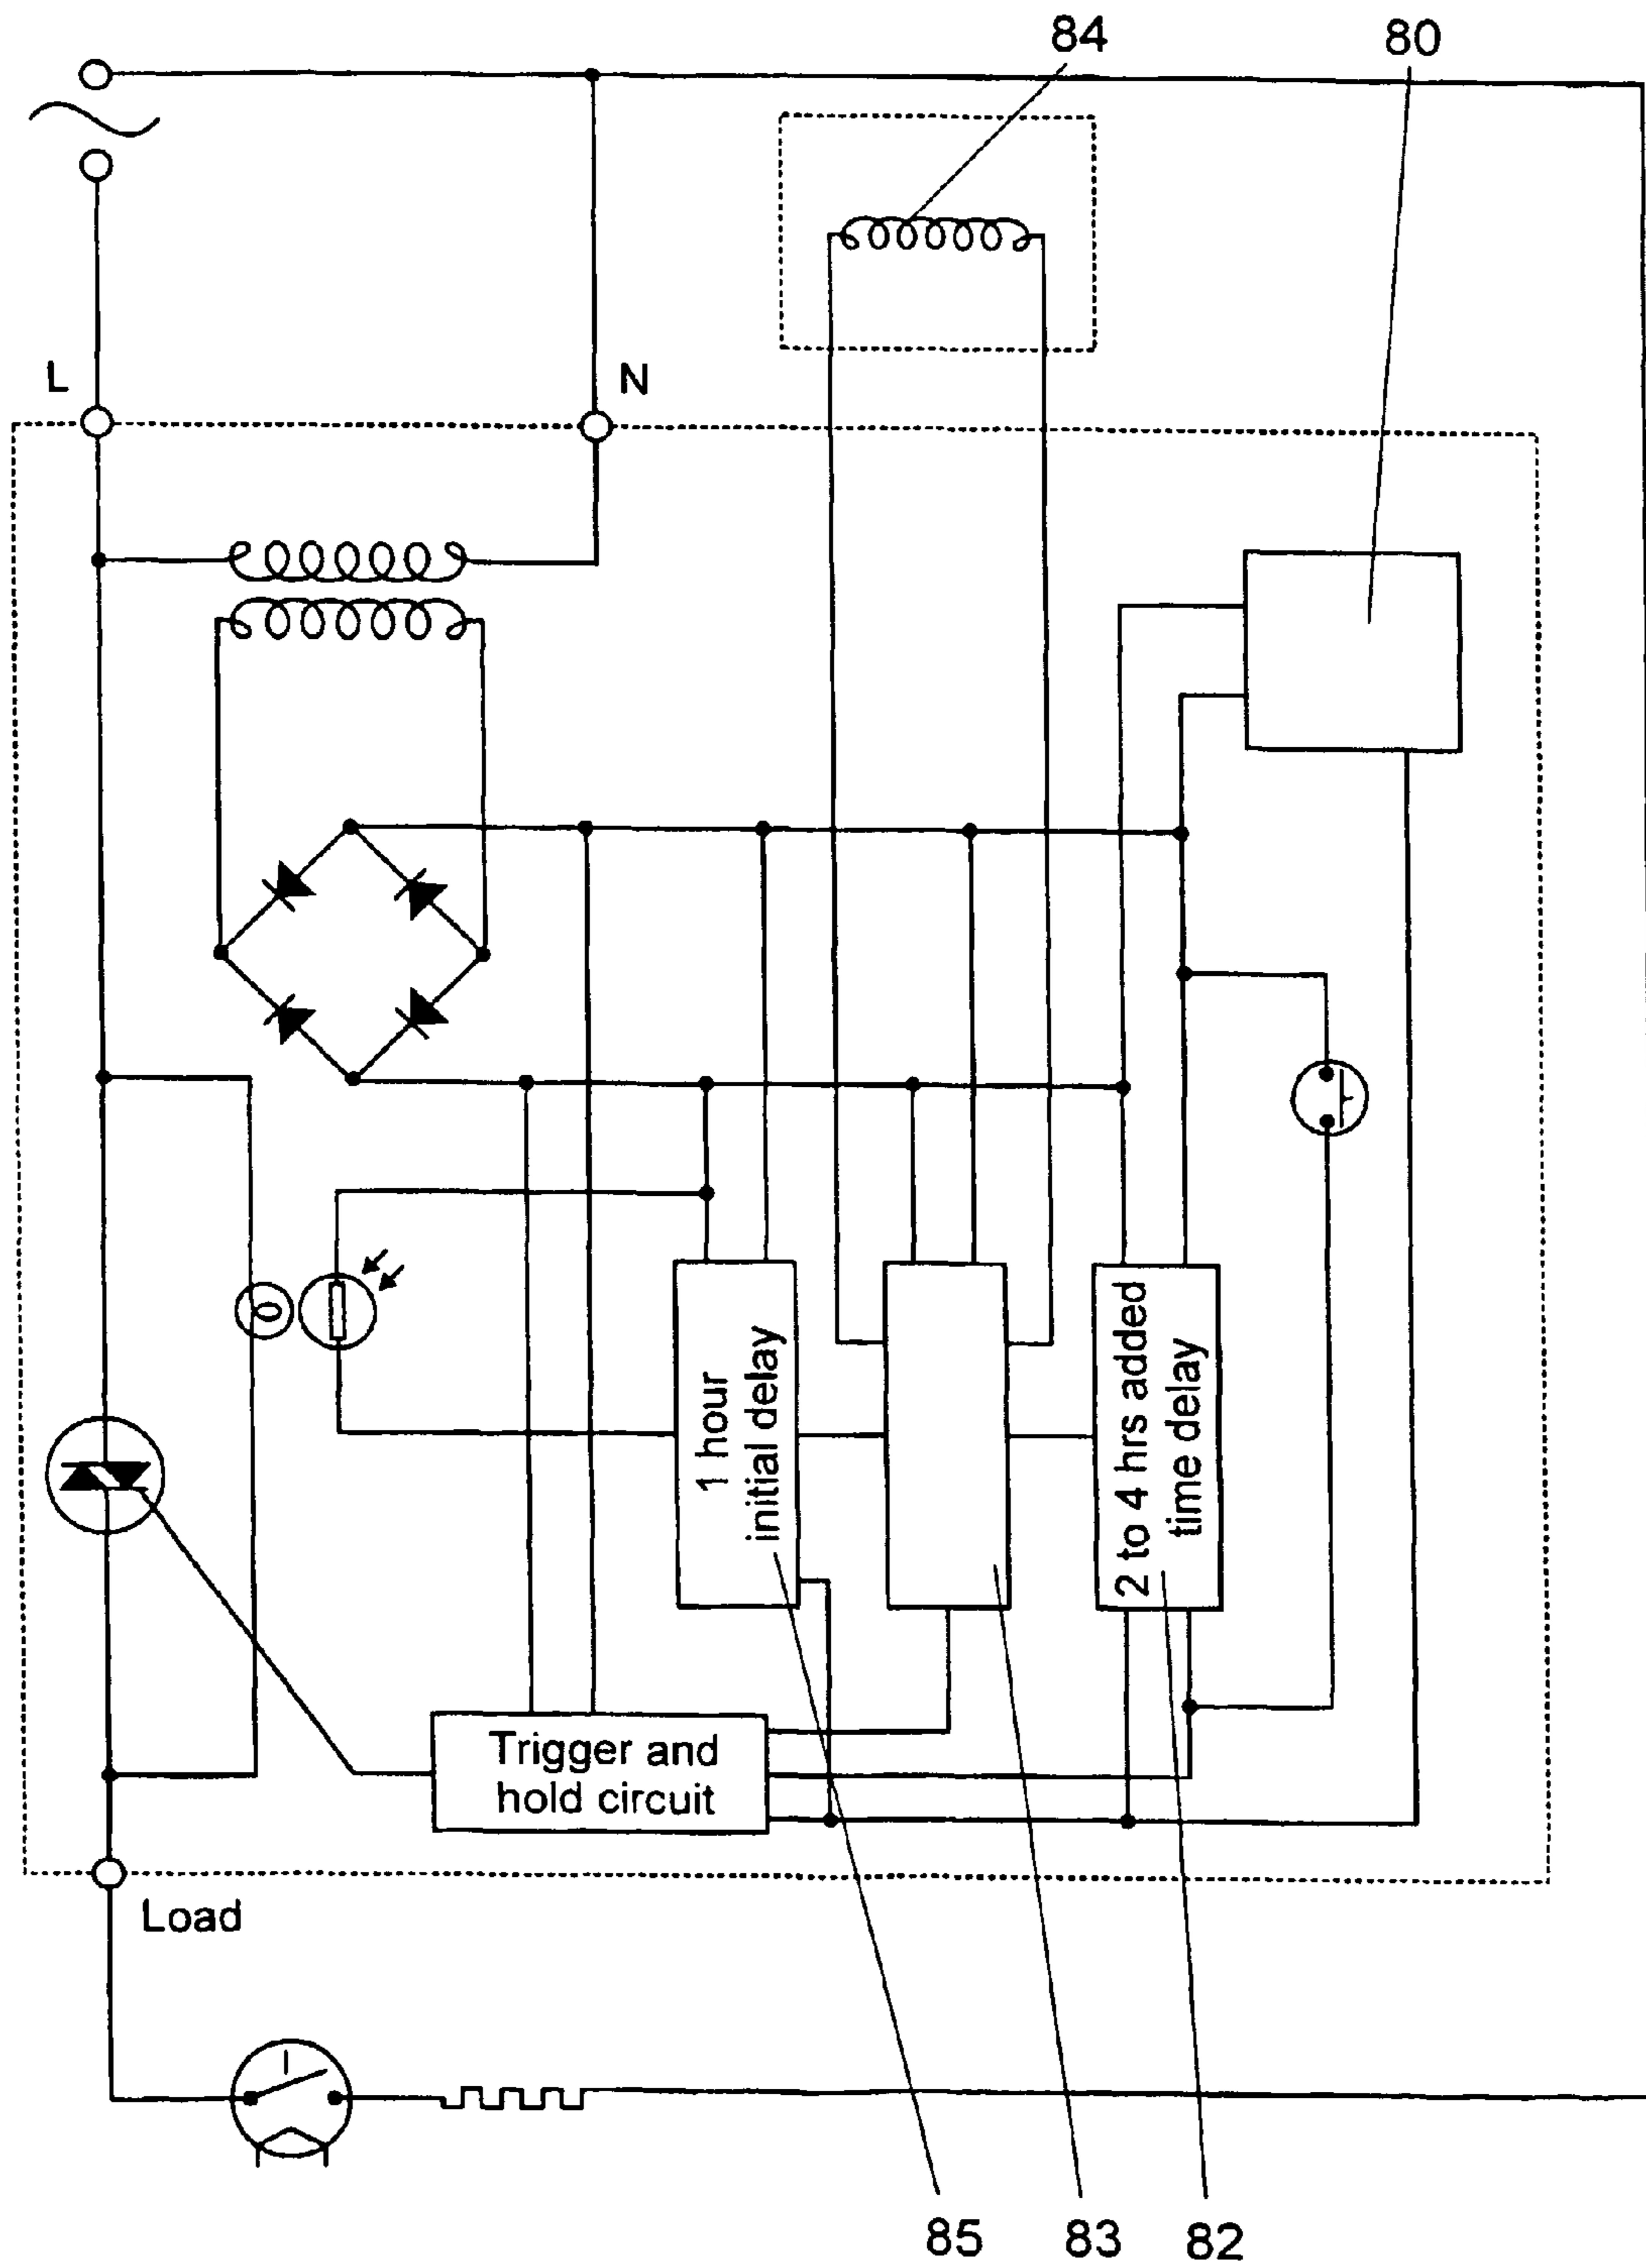 84
80
L
N
1 hour
initial delay
2 to 4 hrs added
time delay
Trigger and
hold circuit
Load
85
83
82